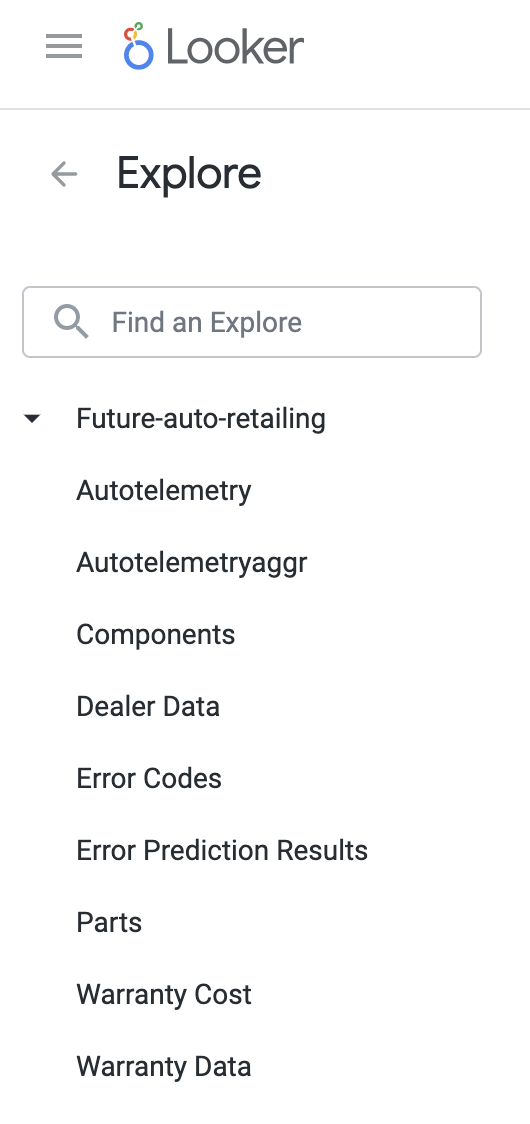 Looker
Explore
Find an Explore
Future-auto-retailing
Autotelemetry
Autotelemetryaggr
Components
Dealer Data
Error Codes
Error Prediction Results
Parts
Warranty Cost
Warranty Data